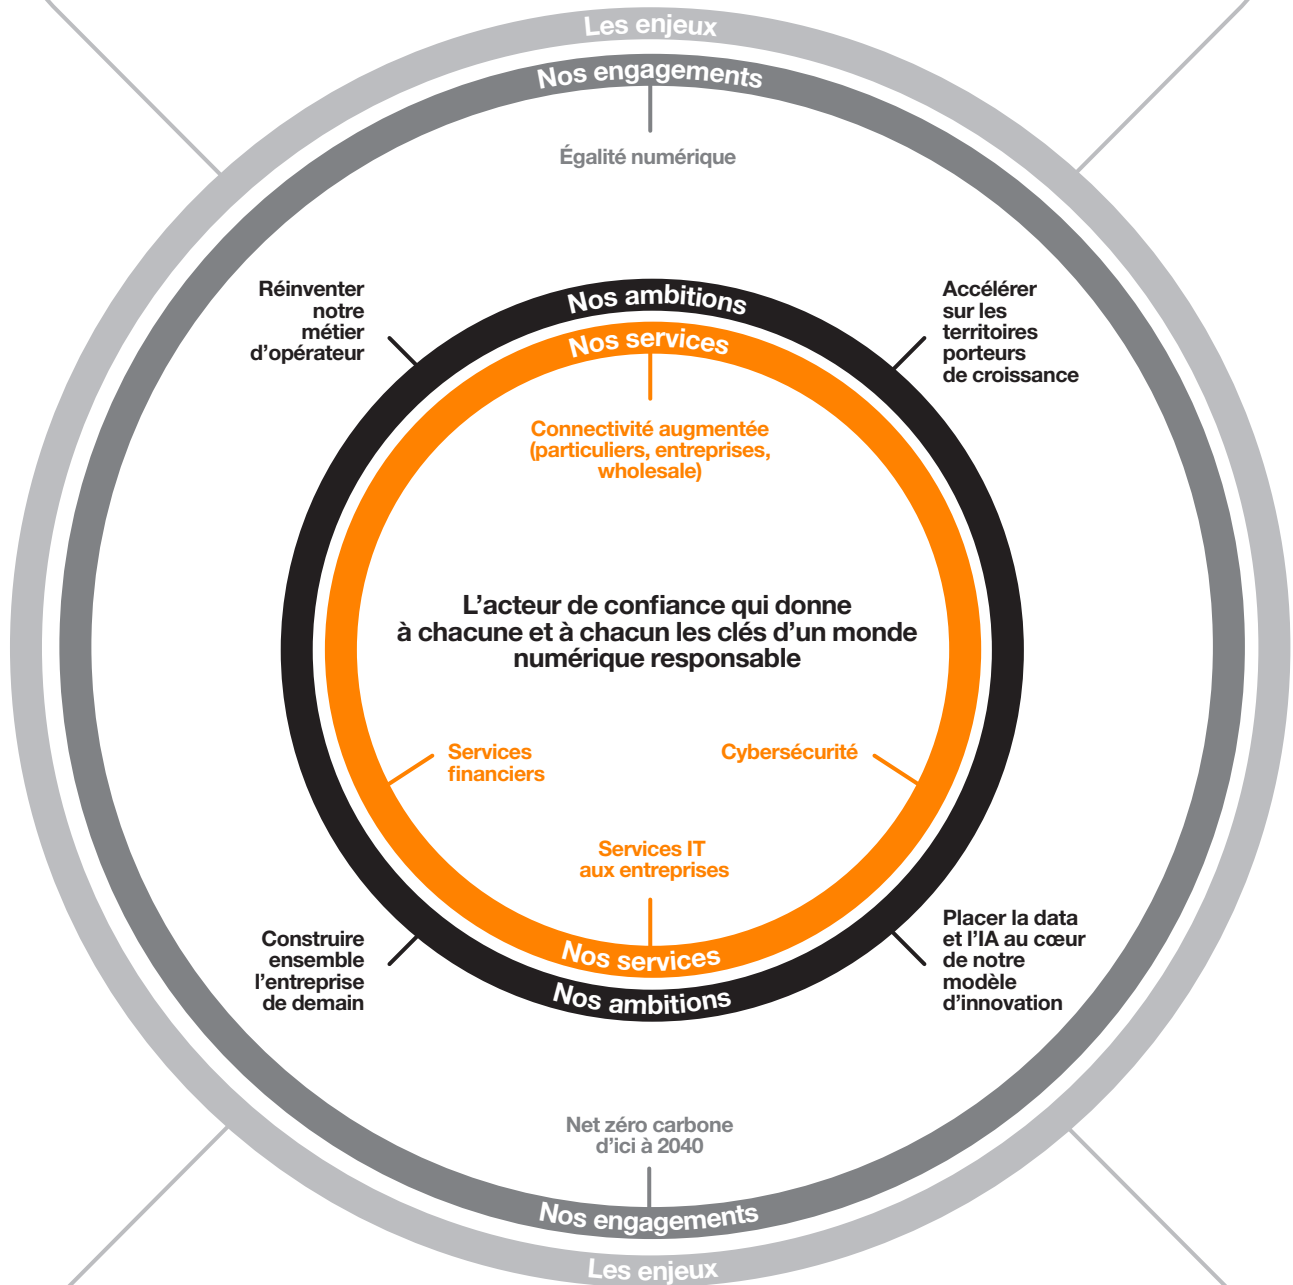 Les enjeux
Nos engagements
Égalité numérique
Réinventer
notre
métier
d’opérateur
Accélérer
sur les
territoires
porteurs
de croissance
Nos ambitions
Nos services
Connectivité augmentée
(particuliers, entreprises,
wholesale)
L’acteur de confiance qui donne
à chacune et à chacun les clés d’un monde
numérique responsable
Services
financiers
Cybersécurité
Services IT
aux entreprises
Nos services
Nos ambitions
Construire
ensemble
l’entreprise
de demain
Placer la data
et l’IA au cœur
de notre
modèle
d’innovation
Net zéro carbone
d’ici à 2040
Nos engagements
Les enjeux